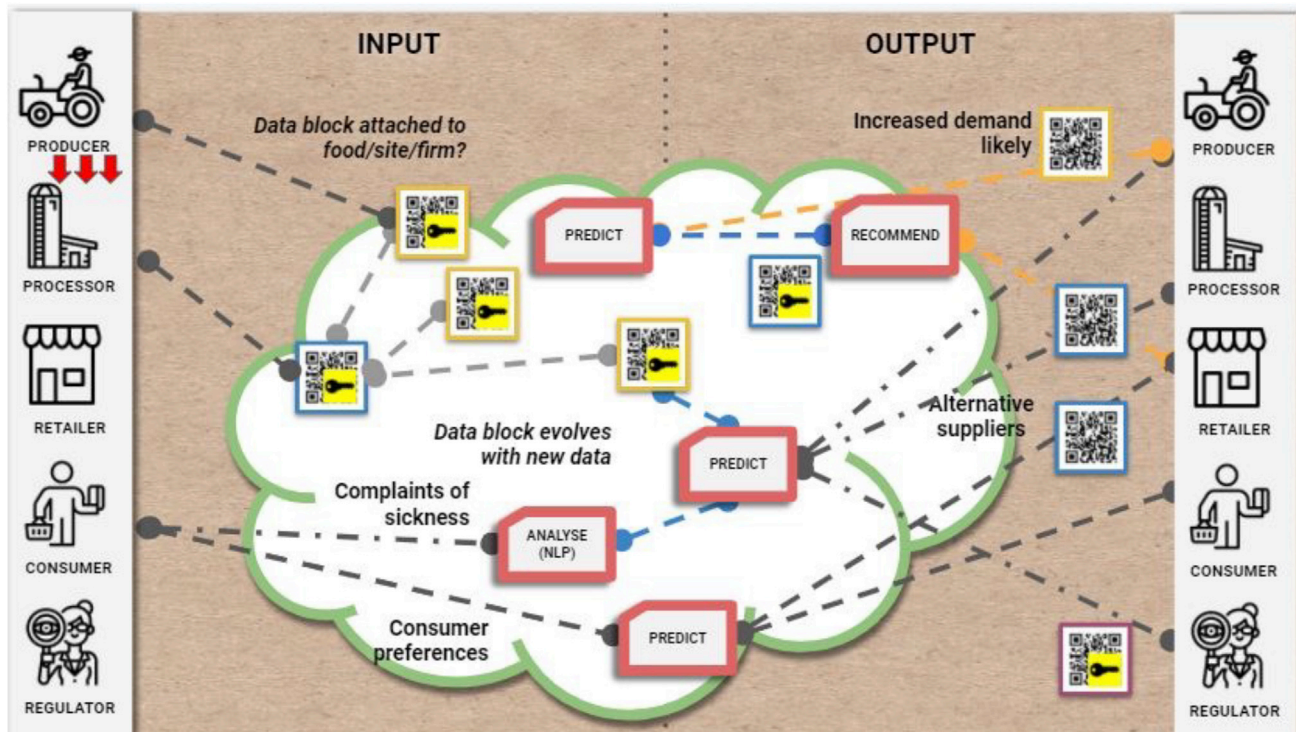 INPUT
OUTPUT
PRODUCER
PROCESSOR
RETAILER
CONSUMER
REGULATOR
Data block attached to
food/site/firm?
PREDICT
RECOMMEND
Increased demand
likely
Data block evolves
with new data
PREDICT
Alternative
suppliers
Complaints of
sickness
ANALYSE
(NLP)
Consumer
preferences
PREDICT
PRODUCER
PROCESSOR
RETAILER
CONSUMER
REGULATOR